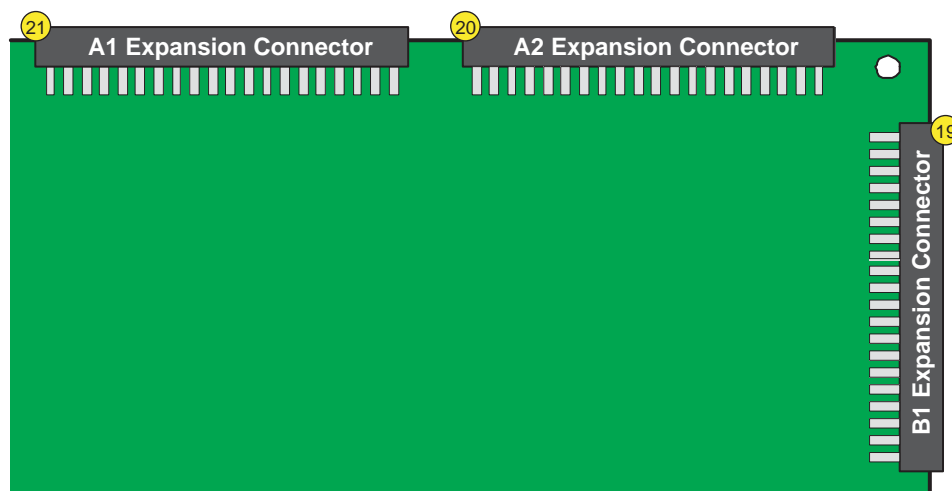 21
A1 Expansion Connector
20
A2 Expansion Connector
19
B1 Expansion Connector